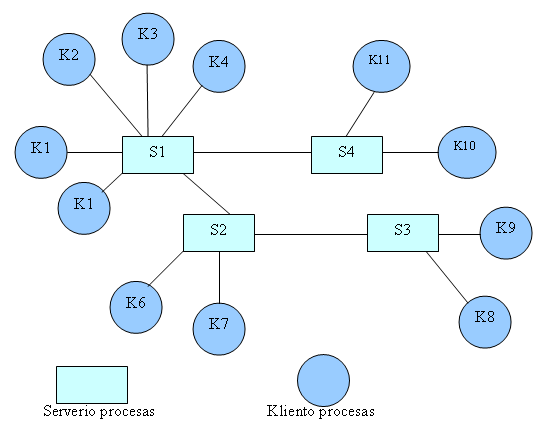 K3
K2
K4
K11
K1
S1
S4
K10
K1
S2
S3
K9
K6
K7
K8
Serverio procesas
Kliento procesas